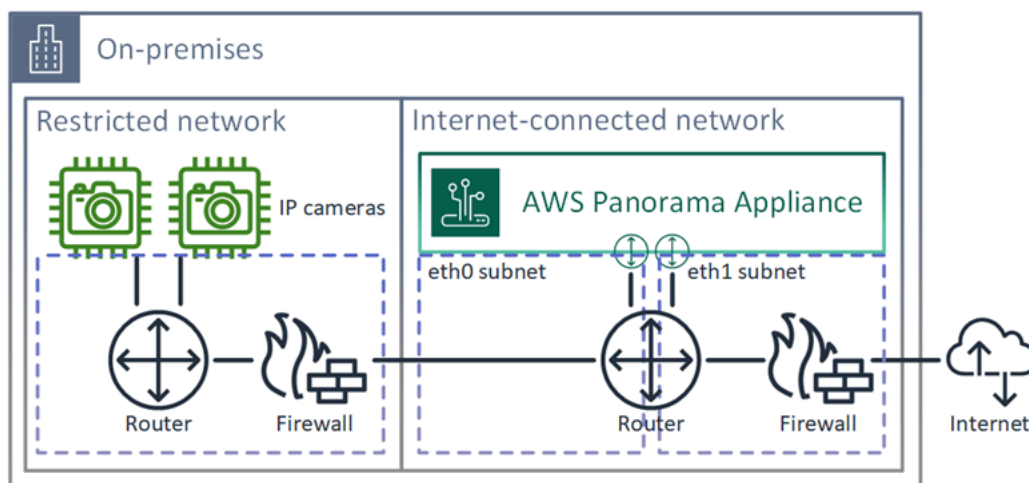 On-premises
Restricted network
Internet-connected network
IP cameras
AWS Panorama Appliance
eth0 subnet
eth1 subnet
Router
Firewall
Router
Firewall
Internet